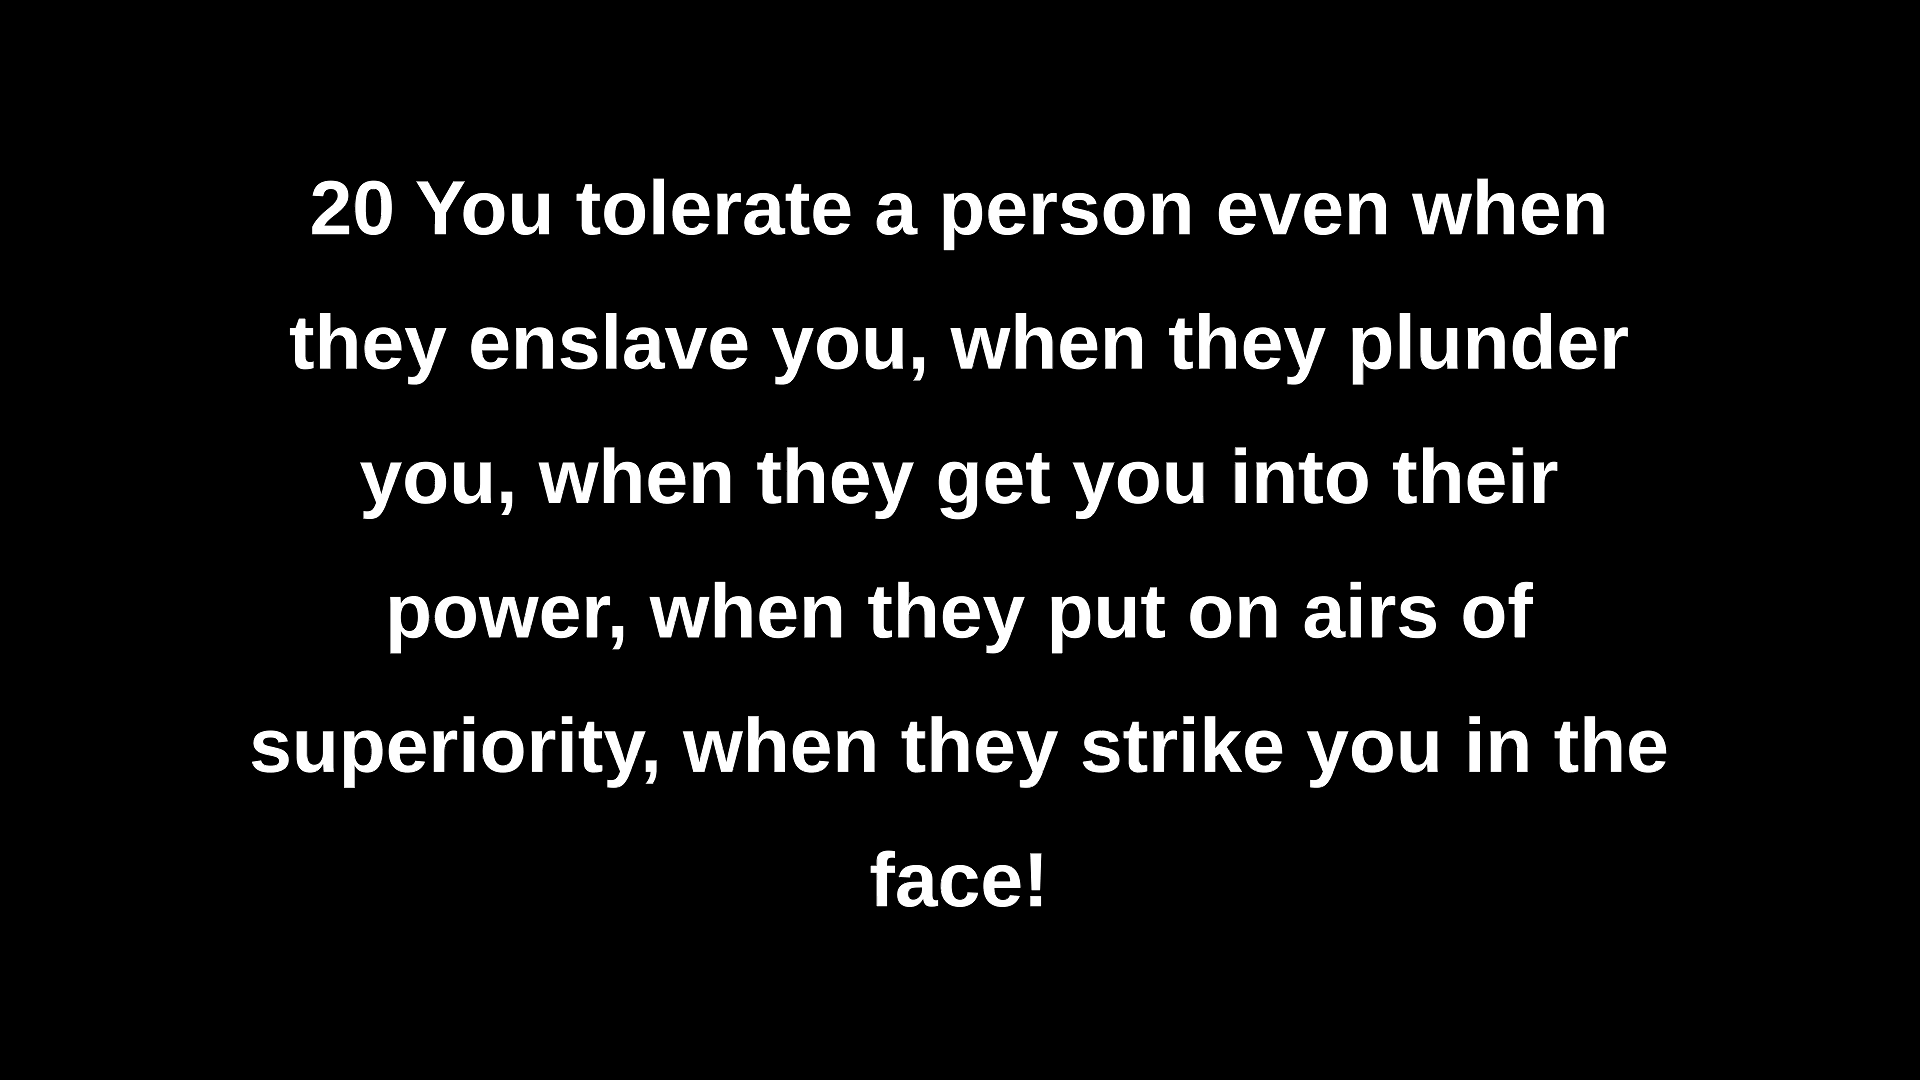 20 You tolerate a person even when
they enslave you, when they plunder
you, when they get you into their
power, when they put on airs of
superiority, when they strike you in the
face!